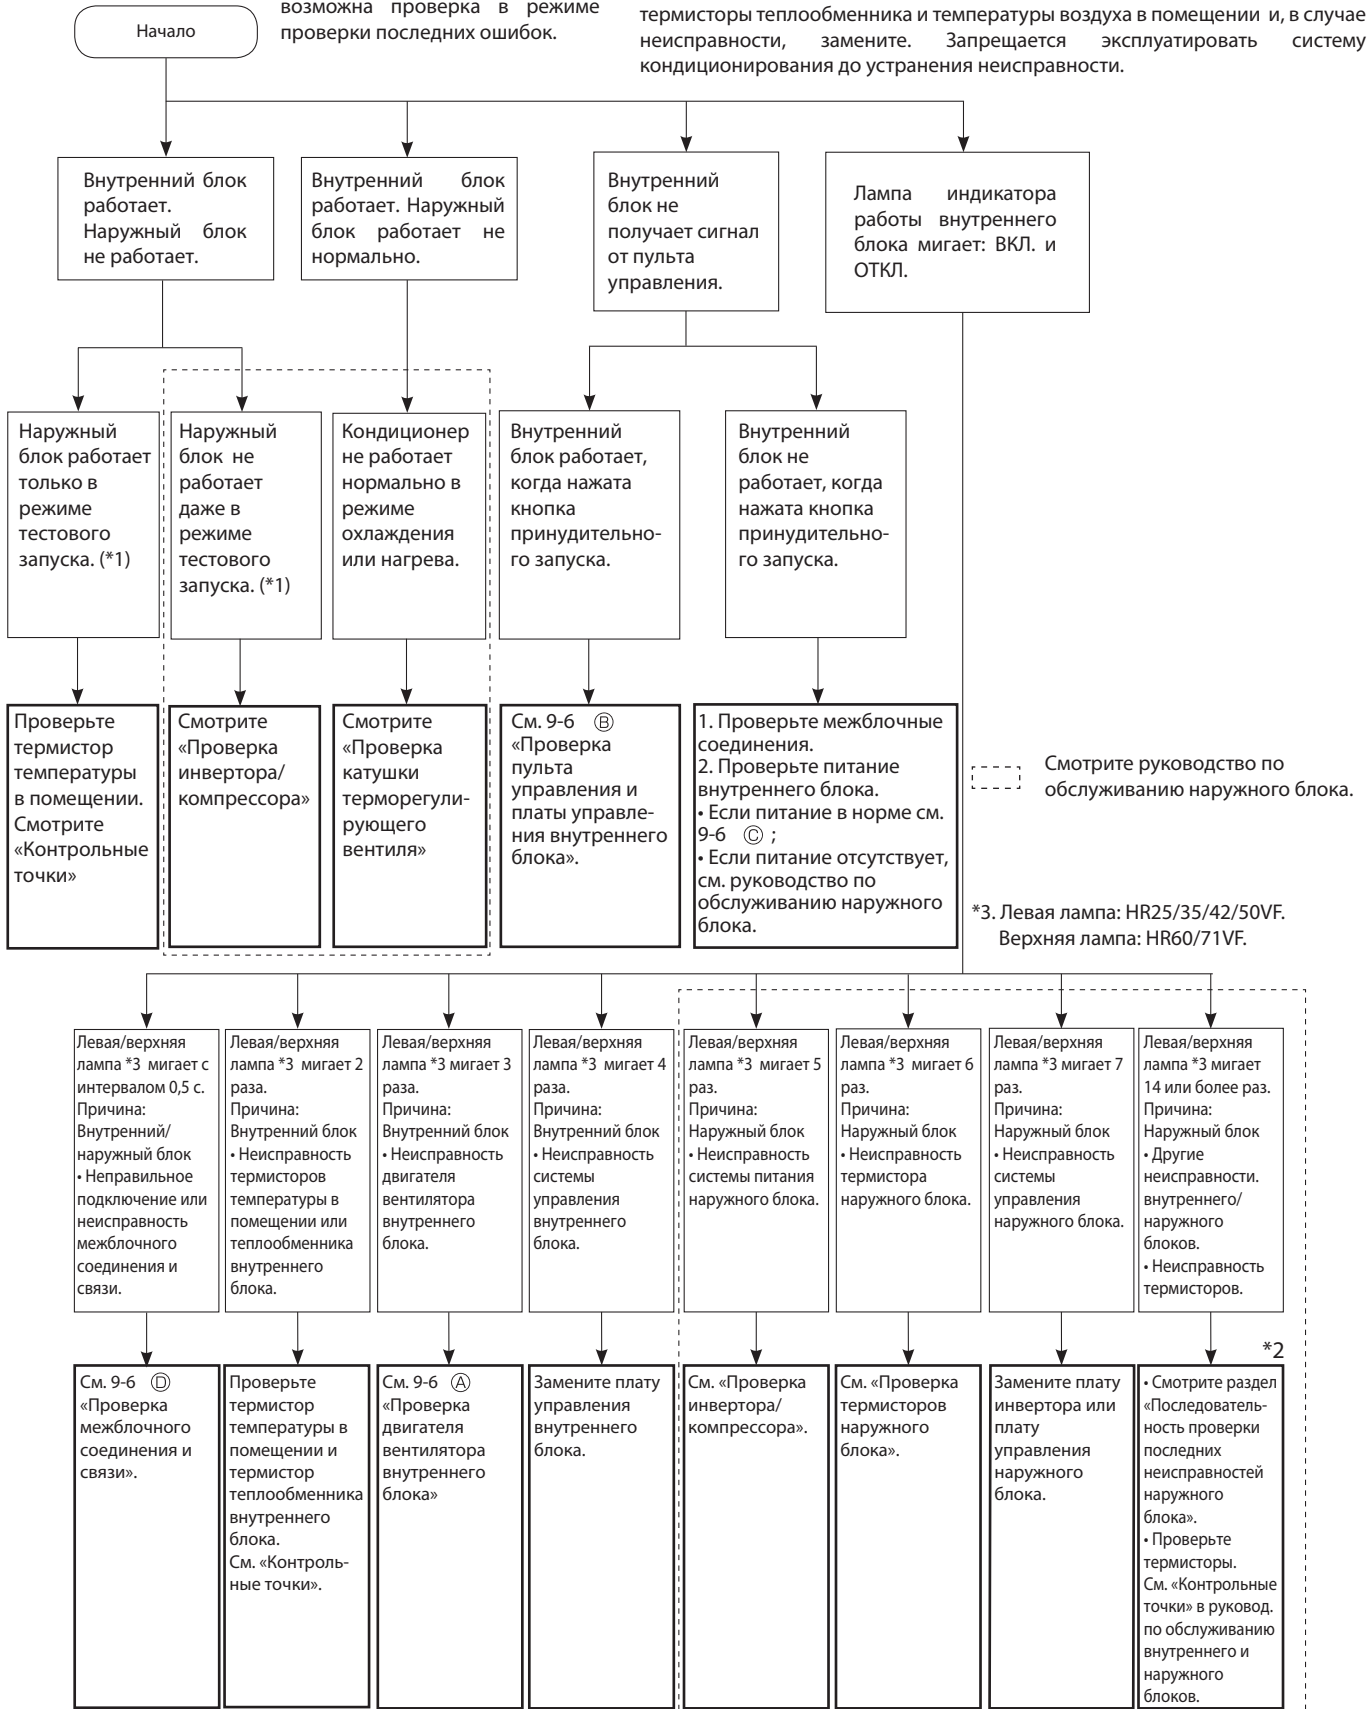 возможна проверка в режиме
проверки последних ошибок.
термисторы теплообменника и температуры воздуха в помещении и, в случае
неисправности, замените. Запрещается эксплуатировать систему
кондиционирования до устранения неисправности.
Начало
Внутренний блок
работает.
Наружный блок
не работает.
Внутренний блок
работает. Наружный
блок работает не
нормально.
Внутренний
блок не
получает сигнал
от пульта
управления.
Лампа индикатора
работы внутреннего
блока мигает: ВКЛ. и
ОТКЛ.
Наружный
блок работает
только в
режиме
тестового
запуска. (*1)
Наружный
блок не
работает
даже в
режиме
тестового
запуска. (*1)
Кондиционер
не работает
нормально в
режиме
охлаждения
или нагрева.
Внутренний
блок работает,
когда нажата
кнопка
принудительно-
го запуска.
Внутренний
блок не
работает, когда
нажата кнопка
принудительно-
го запуска.
Проверьте
термистор
температуры
в помещении.
Смотрите
«Контрольные
точки»
Смотрите
«Проверка
инвертора/
компрессора»
Смотрите
«Проверка
катушки
терморегули-
рующего
вентиля»
См. 9-6 Ⓑ
«Проверка
пульта
управления и
платы управле-
ния внутреннего
блока».
1. Проверьте межблочные
соединения.
2. Проверьте питание
внутреннего блока.
• Если питание в норме см.
9-6 Ⓒ ;
• Если питание отсутствует,
см. руководство по
обслуживанию наружного
блока.
Смотрите руководство по
обслуживанию наружного блока.
*3. Левая лампа: HR25/35/42/50VF.
Верхняя лампа: HR60/71VF.
Левая/верхняя
лампа *3 мигает с
интервалом 0,5 с.
Причина:
Внутренний/
наружный блок
• Неправильное
подключение или
неисправность
межблочного
соединения и
связи.
Левая/верхняя
лампа *3 мигает 2
раза.
Причина:
Внутренний блок
• Неисправность
термисторов
температуры в
помещении или
теплообменника
внутреннего
блока.
Левая/верхняя
лампа *3 мигает 3
раза.
Причина:
Внутренний блок
• Неисправность
двигателя
вентилятора
внутреннего
блока.
Левая/верхняя
лампа *3 мигает 4
раза.
Причина:
Внутренний блок
• Неисправность
системы
управления
внутреннего
блока.
Левая/верхняя
лампа *3 мигает 5
раз.
Причина:
Наружный блок
• Неисправность
системы питания
наружного блока.
Левая/верхняя
лампа *3 мигает 6
раз.
Причина:
Наружный блок
• Неисправность
термистора
наружного блока.
Левая/верхняя
лампа *3 мигает 7
раз.
Причина:
Наружный блок
• Неисправность
системы
управления
наружного блока.
Левая/верхняя
лампа *3 мигает
14 или более раз.
Причина:
Наружный блок
• Другие
неисправности.
внутреннего/
наружного
блоков.
• Неисправность
термисторов.
*2
См. 9-6 Ⓓ
«Проверка
межблочного
соединения и
связи».
Проверьте
термистор
температуры в
помещении и
термистор
теплообменника
внутреннего
блока.
См. «Контроль-
ные точки».
См. 9-6 Ⓐ
«Проверка
двигателя
вентилятора
внутреннего
блока»
Замените плату
управления
внутреннего
блока.
См. «Проверка
инвертора/
компрессора».
См. «Проверка
термисторов
наружного
блока».
Замените плату
инвертора или
плату
управления
наружного
блока.
• Смотрите раздел
«Последователь-
ность проверки
последних
неисправностей
наружного
блока».
• Проверьте
термисторы.
См. «Контрольные
точки» в руковод.
по обслуживанию
внутреннего и
наружного
блоков.